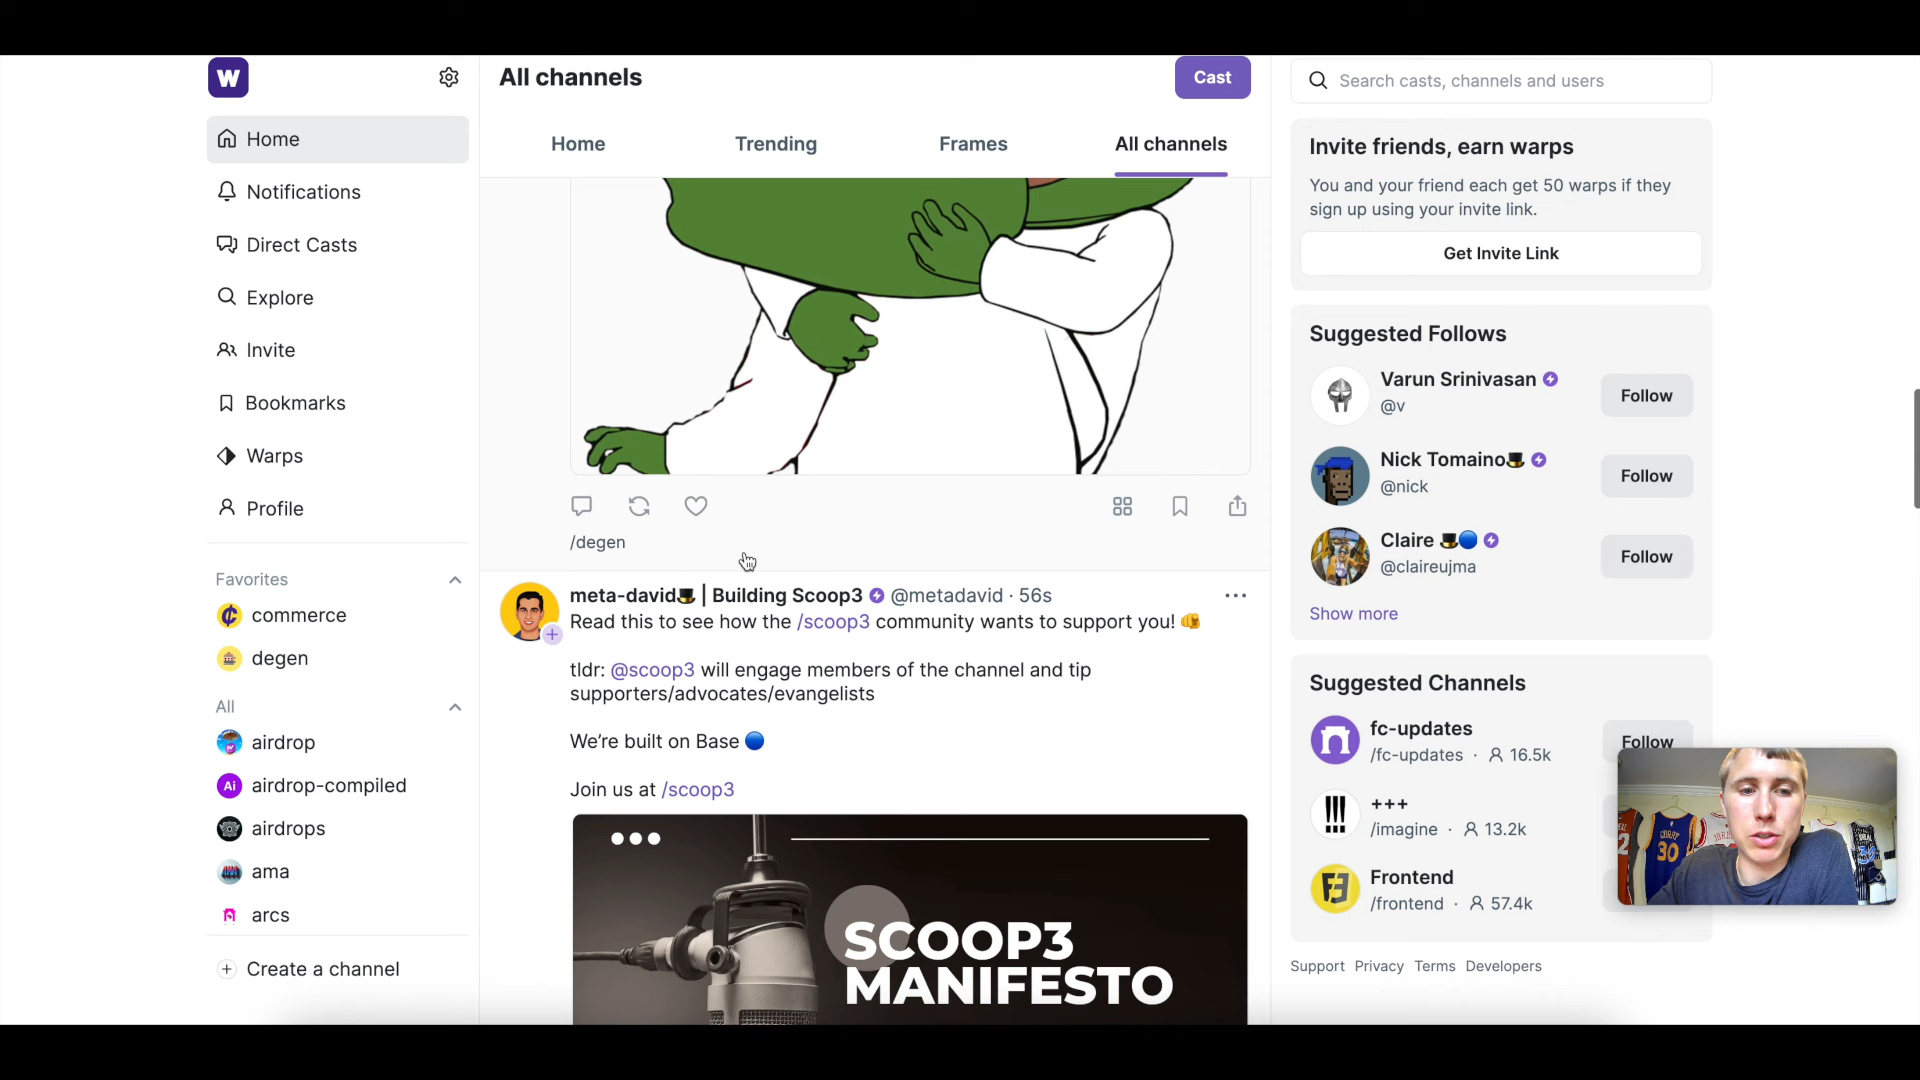 W
All channels
Cast
Search casts, channels and users
Home
Trending
Frames
All channels
Home
Notifications
Direct Casts
Explore
Invite
Bookmarks
Warps
Profile
Favorites
commerce
degen
All
airdrop
Ai airdrop-compiled
airdrops
ama
arcs
Create a channel
/degen
meta-david🎩 | Building Scoop3 @metadavid · 56s
Read this to see how the /scoop3 community wants to support you! 🫵
tldr: @scoop3 will engage members of the channel and tip
supporters/advocates/evangelists
We're built on Base 🔵
Join us at /scoop3
SCOOP3
MANIFESTO
Invite friends, earn warps
You and your friend each get 50 warps if they
sign up using your invite link.
Get Invite Link
Suggested Follows
Varun Srinivasan
@v
Follow
Nick Tomaino🎩
@nick
Follow
Claire 🎩🔵
@claireujma
Follow
Show more
Suggested Channels
fc-updates
/fc-updates · 16.5k
Follow
+++
/imagine · 13.2k
Frontend
/frontend · 57.4k
CURRY
30
Support Privacy Terms Developers